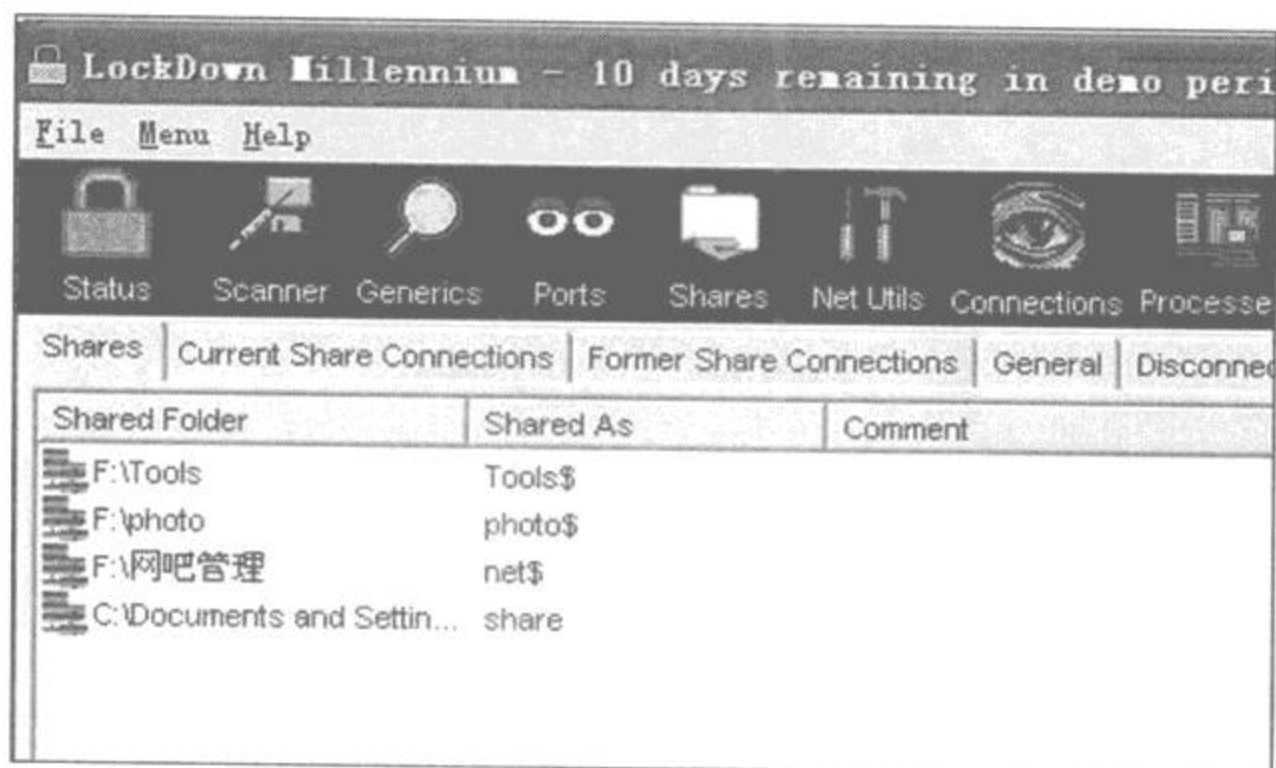 LockDown Millennium - 10 days remaining in demo peri
File Menu Help
Status Scanner Generics Ports Shares Net Utils Connections Processe
Shares Current Share Connections Former Share Connections General Disconnec
Shared Folder Shared As Comment
F:\Tools Tools$
F:\photo photo$
F:\网吧管理 net$
C:\Documents and Settin... share